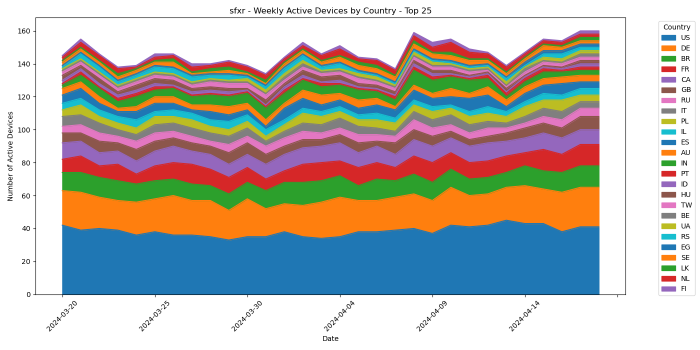 sfxr - Weekly Active Devices by Country - Top 25
Number of Active Devices
160
140
120
100
80
60
40
20
0
2024-03-20
2024-03-25
2024-03-30
2024-04-04
2024-04-09
2024-04-14
Date
Country
US
DE
BR
FR
CA
GB
RU
IT
PL
IL
ES
AU
IN
PT
ID
HU
TW
BE
UA
RS
EG
SE
LK
NL
FI